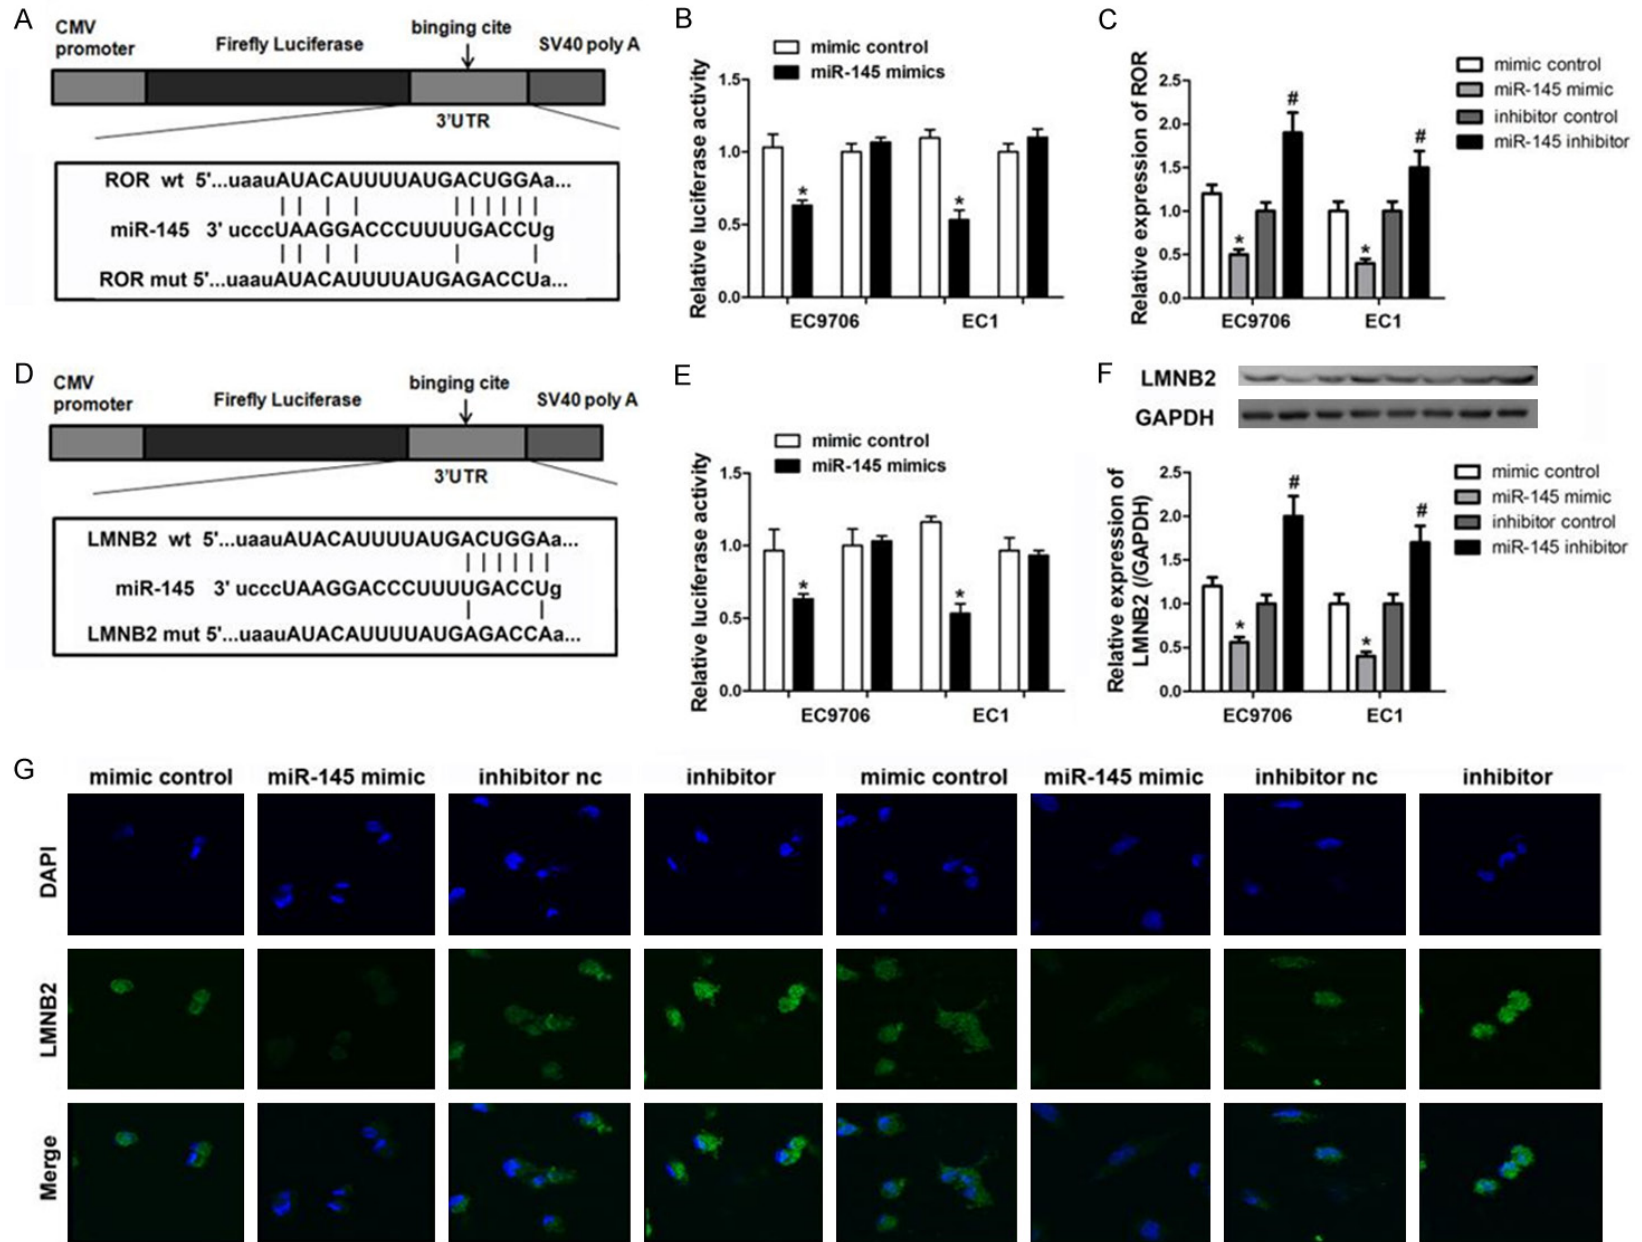 A
CMV promoter
Firefly Luciferase
binging cite
SV40 poly A
3'UTR
ROR wt 5'...uaauAUACAUUUUAUGACUGGAa...
miR-145 3' ucccUAAGGACCCUUUUGACCUg
ROR mut 5'...uaauAUACAUUUUAUGAGACCUa...
B
mimic control
miR-145 mimics
Relative luciferase activity
1.5
1.0
0.5
0.0
*
*
EC9706
EC1
C
mimic control
miR-145 mimic
inhibitor control
miR-145 inhibitor
Relative expression of ROR
2.5
2.0
1.5
1.0
0.5
0.0
*
#
*
#
EC9706
EC1
D
CMV promoter
Firefly Luciferase
binging cite
SV40 poly A
3'UTR
LMNB2 wt 5'...uaauAUACAUUUUAUGACUGGAa...
miR-145 3' ucccUAAGGACCCUUUUGACCUg
LMNB2 mut 5'...uaauAUACAUUUUAUGAGACCAa...
E
mimic control
miR-145 mimics
Relative luciferase activity
1.5
1.0
0.5
0.0
*
*
EC9706
EC1
F
LMNB2
GAPDH
mimic control
miR-145 mimic
inhibitor control
miR-145 inhibitor
Relative expression of
LMNB2 (/GAPDH)
2.5
2.0
1.5
1.0
0.5
0.0
*
#
*
#
EC9706
EC1
G
mimic control
miR-145 mimic
inhibitor nc
inhibitor
mimic control
miR-145 mimic
inhibitor nc
inhibitor
DAPI
LMNB2
Merge